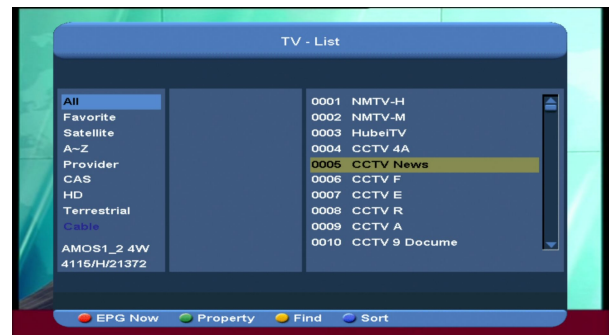 TV - List
All
Favorite
Satellite
A~Z
Provider
CAS
HD
Terrestrial
Cable
AMOS1_2 4W
4115/H/21372
0001 NMTV-H
0002 NMTV-M
0003 HubeiTV
0004 CCTV 4A
0005 CCTV News
0006 CCTV F
0007 CCTV E
0008 CCTV R
0009 CCTV A
0010 CCTV 9 Docume
EPG Now Property Find Sort